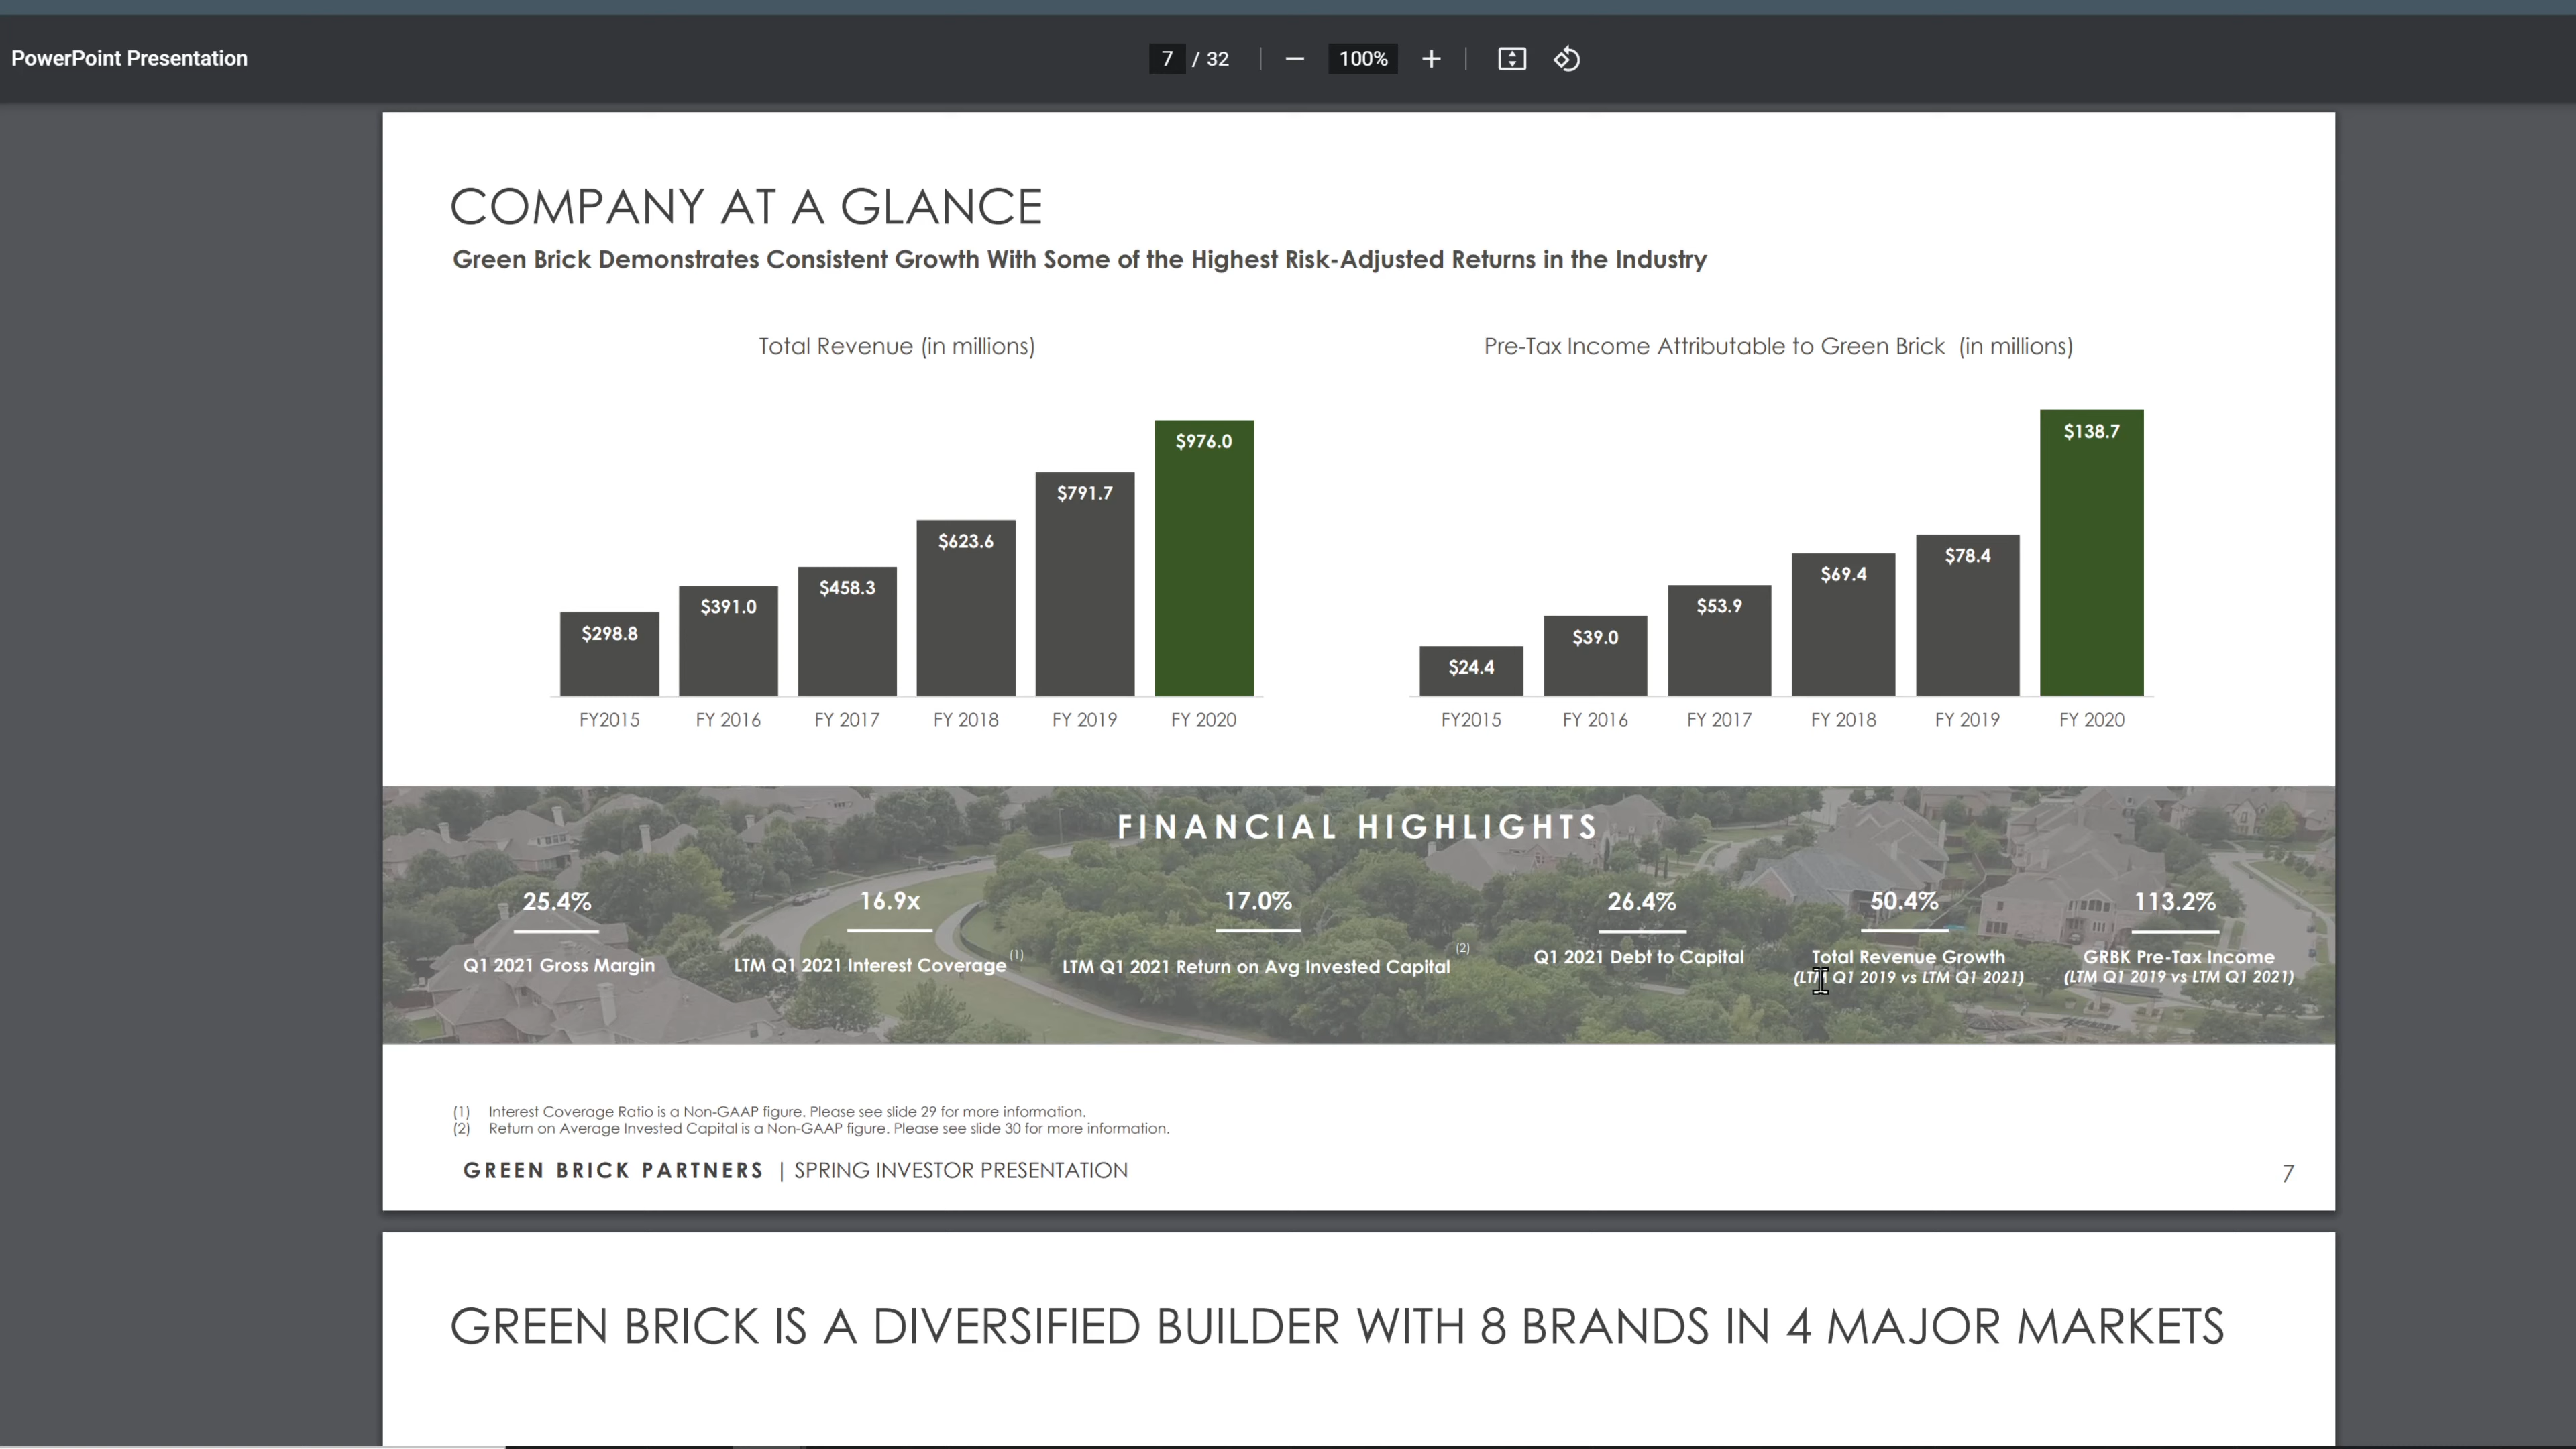 PowerPoint Presentation
7 / 32
100%
COMPANY AT A GLANCE
Green Brick Demonstrates Consistent Growth With Some of the Highest Risk-Adjusted Returns in the Industry
Total Revenue (in millions)
$298.8
$391.0
$458.3
$623.6
$791.7
$976.0
FY2015
FY 2016
FY 2017
FY 2018
FY 2019
FY 2020
Pre-Tax Income Attributable to Green Brick (in millions)
$24.4
$39.0
$53.9
$69.4
$78.4
$138.7
FY2015
FY 2016
FY 2017
FY 2018
FY 2019
FY 2020
FINANCIAL HIGHLIGHTS
25.4%
Q1 2021 Gross Margin
16.9x
LTM Q1 2021 Interest Coverage (1)
17.0%
LTM Q1 2021 Return on Avg Invested Capital (2)
26.4%
Q1 2021 Debt to Capital
50.4%
Total Revenue Growth
(LTM Q1 2019 vs LTM Q1 2021)
113.2%
GRBK Pre-Tax Income
(LTM Q1 2019 vs LTM Q1 2021)
(1) Interest Coverage Ratio is a Non-GAAP figure. Please see slide 29 for more information.
(2) Return on Average Invested Capital is a Non-GAAP figure. Please see slide 30 for more information.
GREEN BRICK PARTNERS | SPRING INVESTOR PRESENTATION
7
GREEN BRICK IS A DIVERSIFIED BUILDER WITH 8 BRANDS IN 4 MAJOR MARKETS